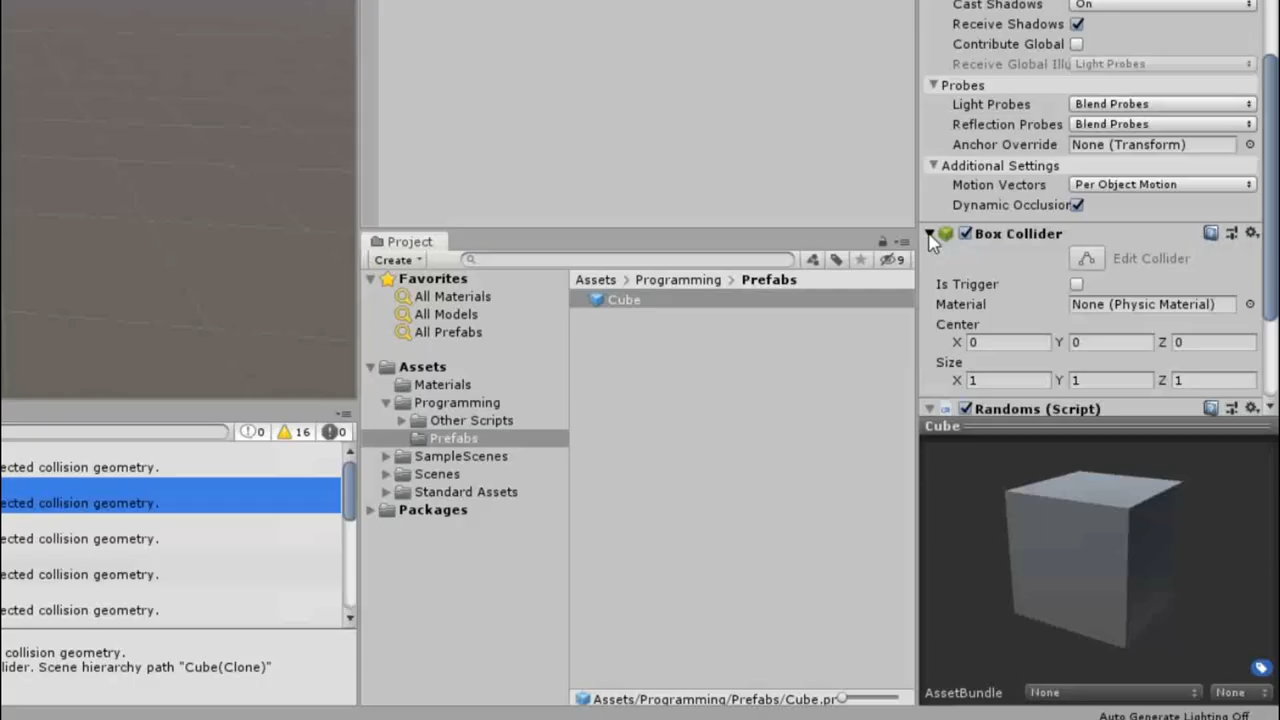 Cast Shadows On
Receive Shadows
Contribute Global
Receive Global Illu Light Probes
Probes
Light Probes Blend Probes
Reflection Probes Blend Probes
Anchor Override None (Transform)
Additional Settings
Motion Vectors Per Object Motion
Dynamic Occlusion
Box Collider
Edit Collider
Is Trigger
Material None (Physic Material)
Center
X 0 Y 0 Z 0
Size
X 1 Y 1 Z 1
Randoms (Script)
Cube
AssetBundle None None
Auto Generate Lighting Off
Project
Create 9
Favorites
All Materials
All Models
All Prefabs
Assets
Materials
Programming
Other Scripts
Prefabs
SampleScenes
Scenes
Standard Assets
Packages
Assets > Programming > Prefabs
Cube
Assets/Programming/Prefabs/Cube.pr
0 16 0
ected collision geometry.
ected collision geometry.
ected collision geometry.
ected collision geometry.
ected collision geometry.
collision geometry.
lider. Scene hierarchy path "Cube(Clone)"